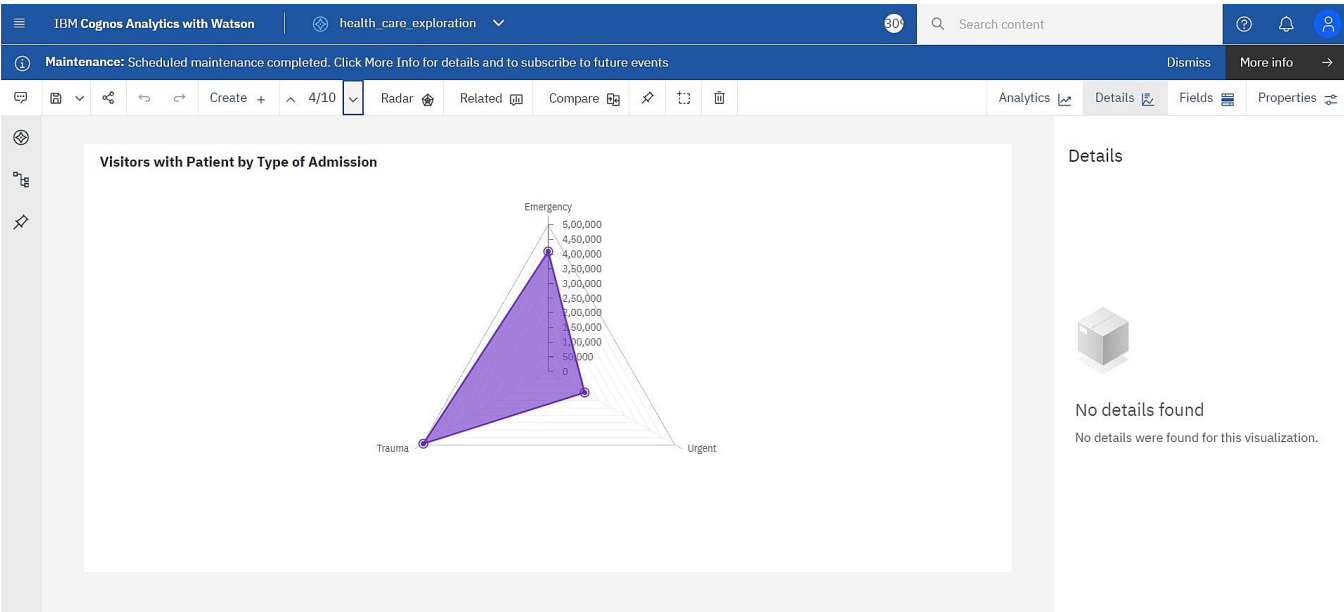 IBM Cognos Analytics with Watson
health_care_exploration
Search content
Maintenance: Scheduled maintenance completed. Click More Info for details and to subscribe to future events
Dismiss
More info
Create
4/10
Radar
Related
Compare
Analytics
Details
Fields
Properties
Visitors with Patient by Type of Admission
Emergency
5,00,000
4,50,000
4,00,000
3,50,000
3,00,000
2,50,000
2,00,000
1,50,000
1,00,000
50,000
0
Trauma
Urgent
Details
No details found
No details were found for this visualization.